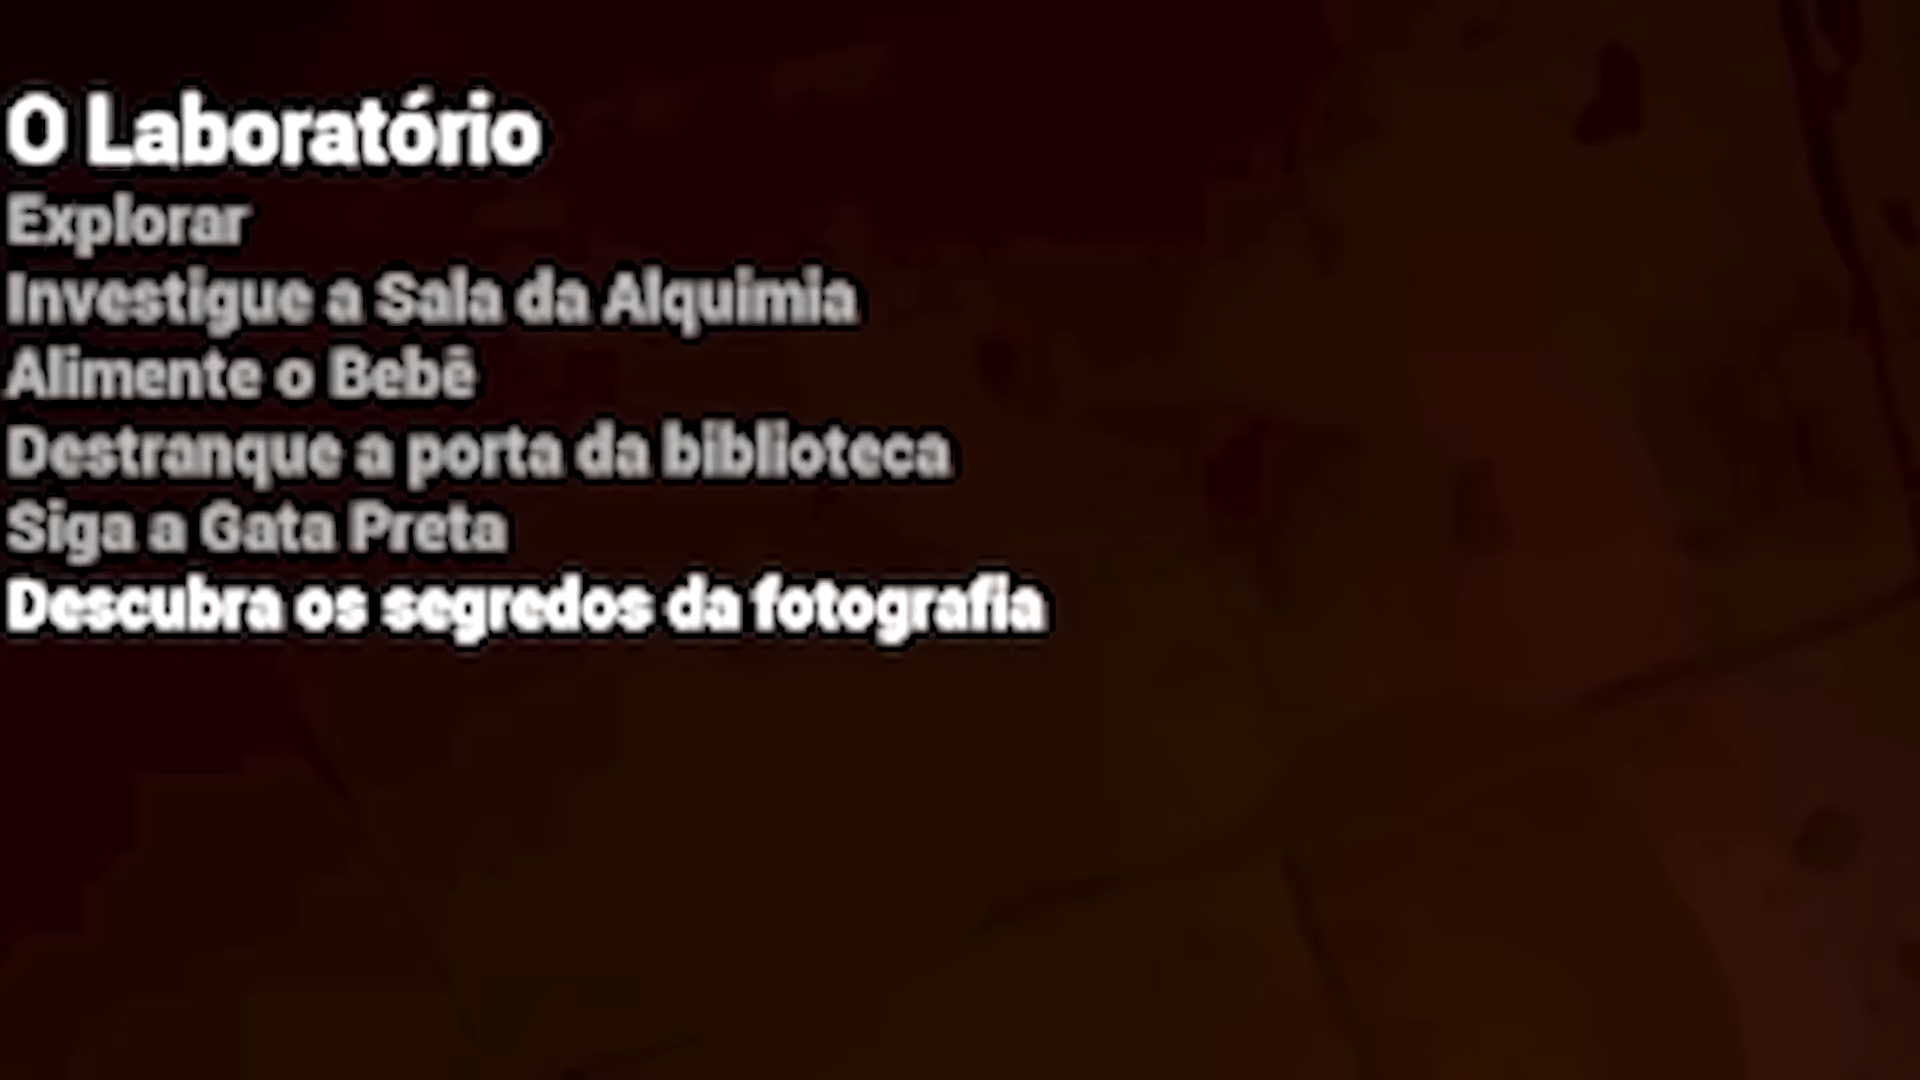 O Laboratório
Explorar
Investigue a Sala da Alquimia
Alimente o Bebê
Destranque a porta da biblioteca
Siga a Gata Preta
Descubra os segredos da fotografia